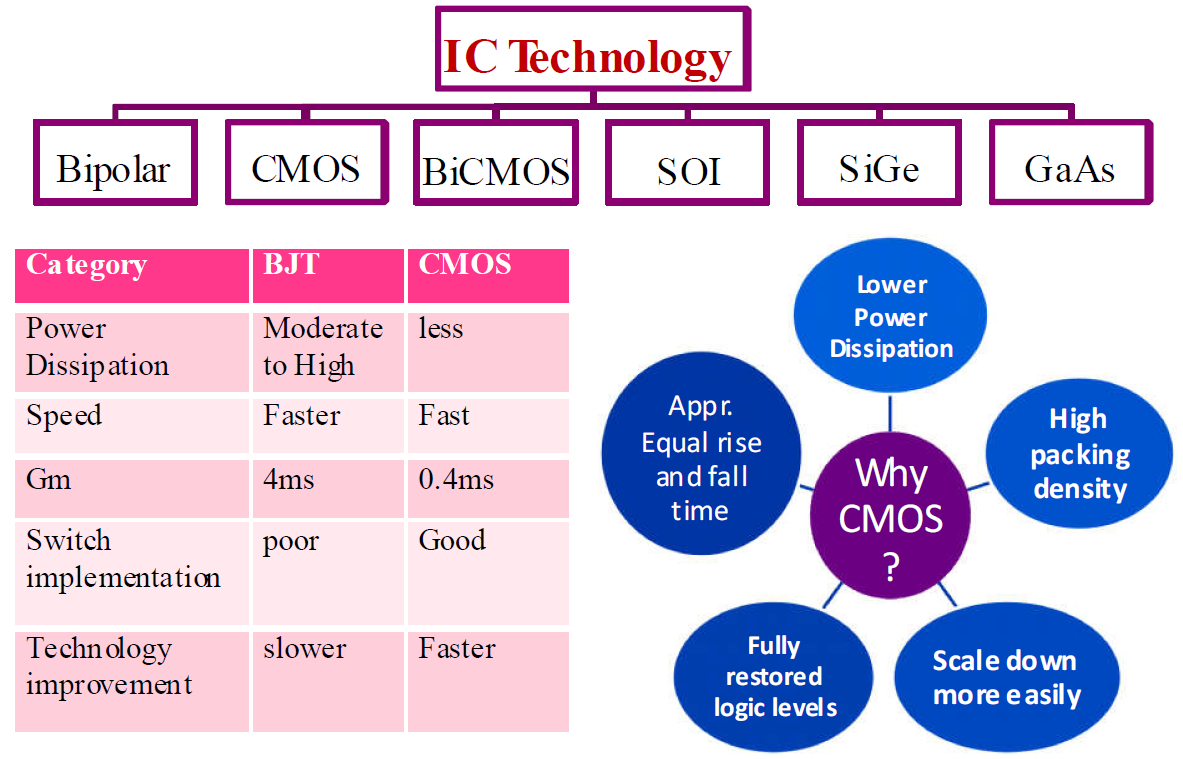 IC Technology
Bipolar
CMOS
BiCMOS
SOI
SiGe
GaAs
Category
BJT
CMOS
Power
Dissipation
Moderate
to High
less
Speed
Faster
Fast
Gm
4ms
0.4ms
Switch
implementation
poor
Good
Technology
improvement
slower
Faster
Why
CMOS
?
Lower
Power
Dissipation
High
packing
density
Scale down
more easily
Fully
restored
logic levels
Appr.
Equal rise
and fall
time